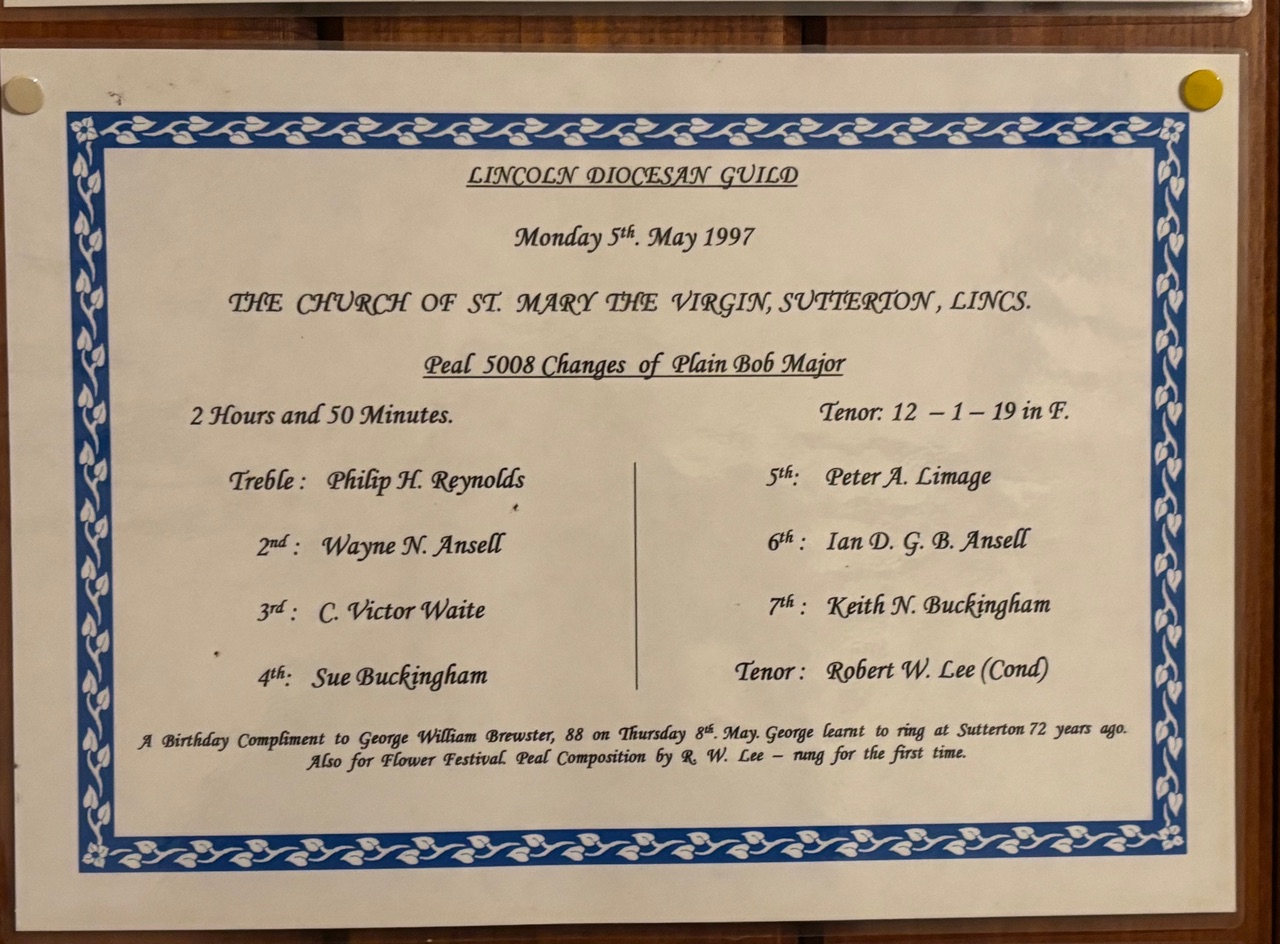 LINCOLN DIOCESAN GUILD
Monday 5th. May 1997
THE CHURCH OF ST. MARY THE VIRGIN, SUTTERTON, LINCS.
Peal 5008 Changes of Plain Bob Major
2 Hours and 50 Minutes. Tenor: 12 – 1 – 19 in F.
Treble : Philip H. Reynolds
2nd : Wayne N. Ansell
3rd : C. Victor Waite
4th: Sue Buckingham
5th: Peter A. Limage
6th : Ian D. G. B. Ansell
7th : Keith N. Buckingham
Tenor : Robert W. Lee (Cond)
A Birthday Compliment to George William Brewster, 88 on Thursday 8th. May. George learnt to ring at Sutterton 72 years ago.
Also for Flower Festival. Peal Composition by R. W. Lee – rung for the first time.